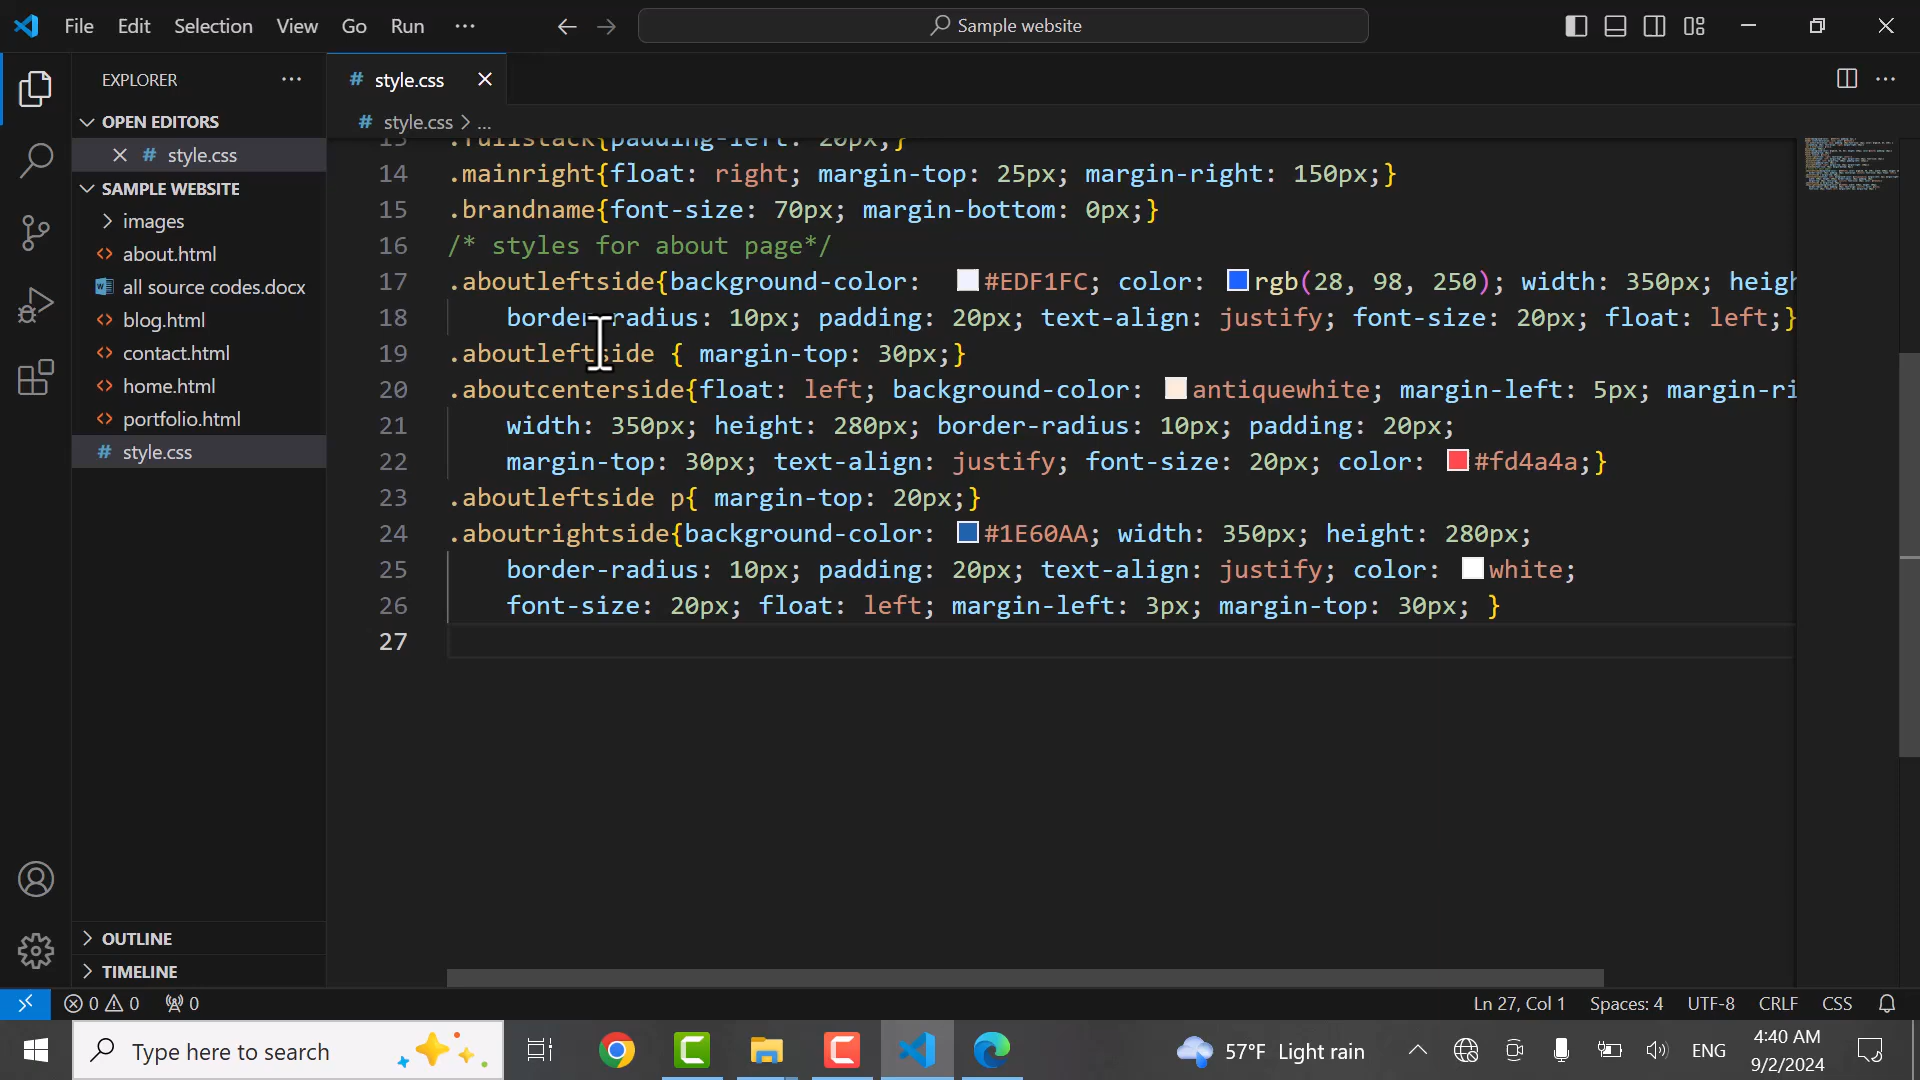 File Edit Selection View Go Run ··· Sample website
EXPLORER ···
# style.css
OPEN EDITORS
# style.css
# style.css > ...
SAMPLE WEBSITE
images
<> about.html
all source codes.docx
<> blog.html
<> contact.html
<> home.html
<> portfolio.html
# style.css
OUTLINE
TIMELINE
13 .fullstack{padding-left: 20px;}
14 .mainright{float: right; margin-top: 25px; margin-right: 150px;}
15 .brandname{font-size: 70px; margin-bottom: 0px;}
16 /* styles for about page*/
17 .aboutleftside{background-color: #EDF1FC; color: rgb(28, 98, 250); width: 350px; heigh
18 border-radius: 10px; padding: 20px; text-align: justify; font-size: 20px; float: left;}
19 .aboutleftside { margin-top: 30px;}
20 .aboutcenterside{float: left; background-color: antiquewhite; margin-left: 5px; margin-ri
21 width: 350px; height: 280px; border-radius: 10px; padding: 20px;
22 margin-top: 30px; text-align: justify; font-size: 20px; color: #fd4a4a;}
23 .aboutleftside p{ margin-top: 20px;}
24 .aboutrightside{background-color: #1E60AA; width: 350px; height: 280px;
25 border-radius: 10px; padding: 20px; text-align: justify; color: white;
26 font-size: 20px; float: left; margin-left: 3px; margin-top: 30px; }
27
0 0 0 Ln 27, Col 1 Spaces: 4 UTF-8 CRLF CSS
Type here to search 57°F Light rain ENG
4:40 AM
9/2/2024